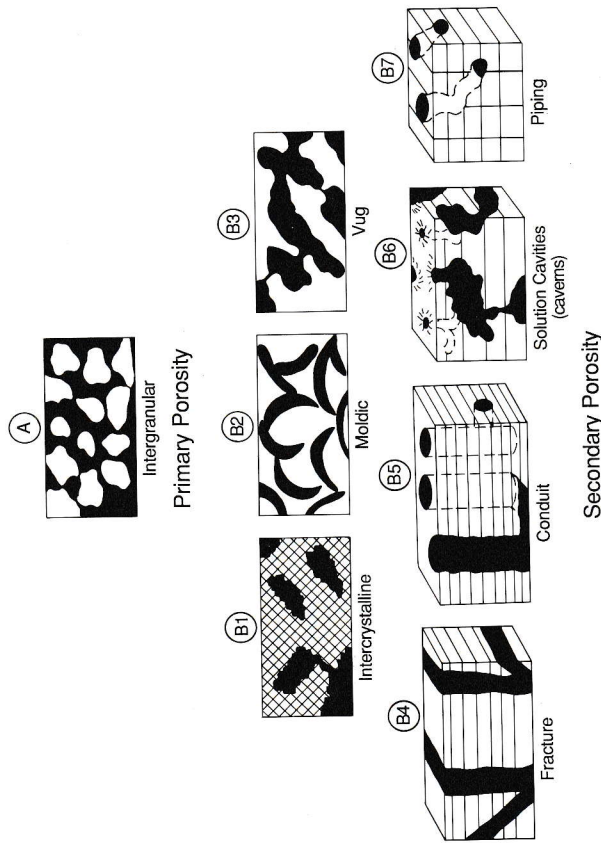 A
Intergranular
Primary Porosity
B1
Intercrystalline
B2
Moldic
B3
Vug
B4
Fracture
B5
Conduit
B6
Solution Cavities
(caverns)
B7
Piping
Secondary Porosity